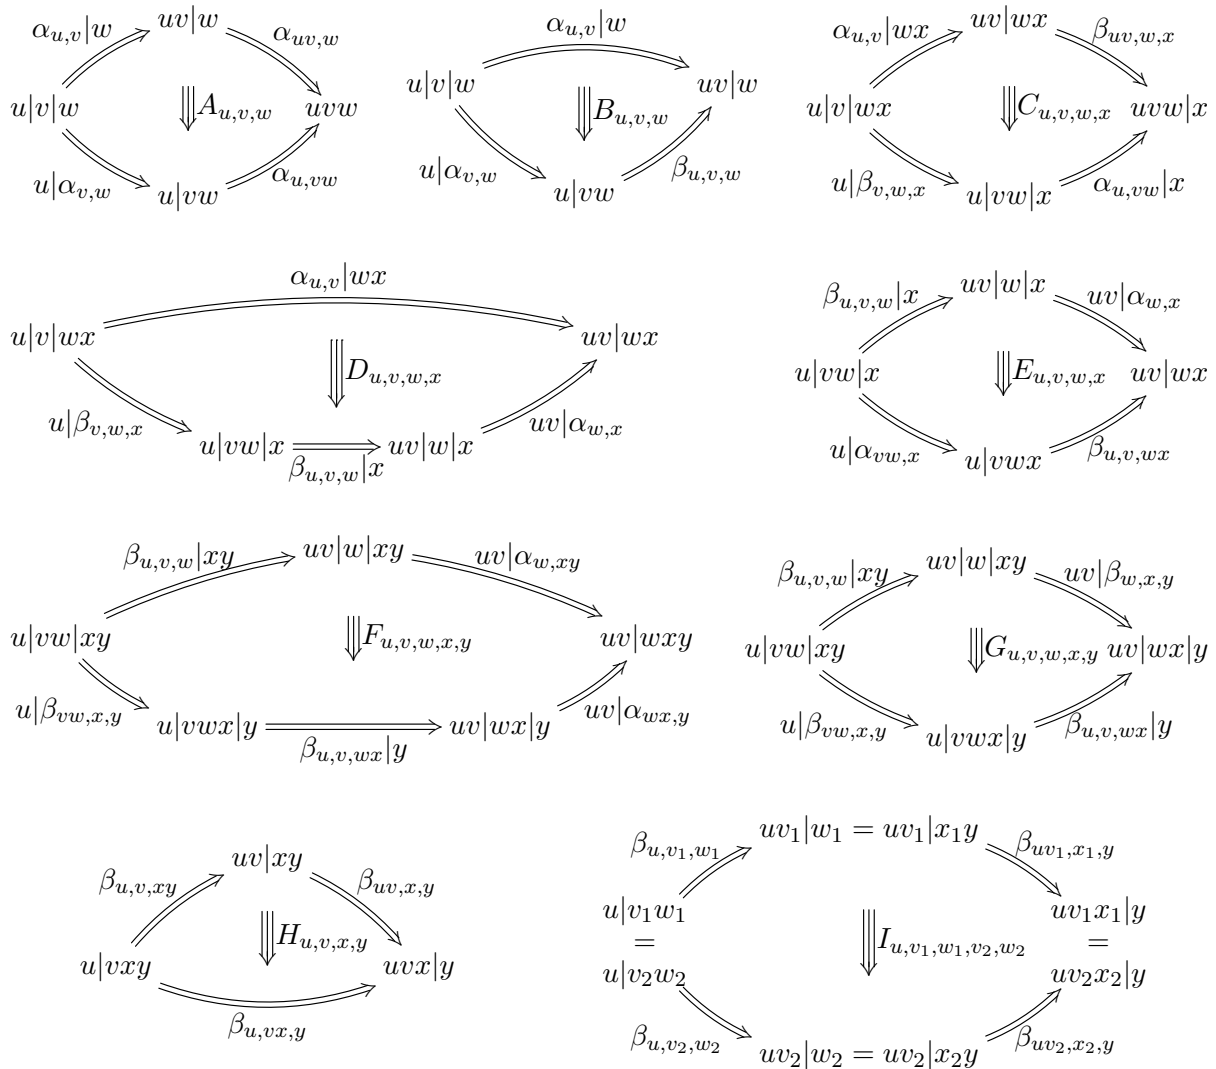 α_{u,v}|w uv|w α_{uv,w}
u|v|w A_{u,v,w} uvw
u|α_{v,w} u|vw α_{u,vw}
α_{u,v}|w
u|v|w B_{u,v,w} uv|w
u|α_{v,w} u|vw β_{u,v,w}
α_{u,v}|wx uv|wx β_{uv,w,x}
u|v|wx C_{u,v,w,x} uvw|x
u|β_{v,w,x} u|vw|x α_{u,vw}|x
α_{u,v}|wx
u|v|wx D_{u,v,w,x} uv|wx
u|β_{v,w,x} u|vw|x β_{u,v,w}|x uv|w|x uv|α_{w,x}
β_{u,v,w}|x uv|w|x uv|α_{w,x}
u|vw|x E_{u,v,w,x} uv|wx
u|α_{vw,x} u|vwx β_{u,v,wx}
β_{u,v,w}|xy uv|w|xy uv|α_{w,xy}
u|vw|xy F_{u,v,w,x,y} uv|wxy
u|β_{vw,x,y} u|vwx|y β_{u,v,wx}|y uv|wx|y uv|α_{wx,y}
β_{u,v,w}|xy uv|w|xy uv|β_{w,x,y}
u|vw|xy G_{u,v,w,x,y} uv|wx|y
u|β_{vw,x,y} u|vwx|y β_{u,v,wx}|y
β_{u,v,xy} uv|xy β_{uv,x,y}
u|vxy H_{u,v,x,y} uvx|y
β_{u,vx,y}
β_{u,v_1,w_1} uv_1|w_1 = uv_1|x_1y β_{uv_1,x_1,y}
u|v_1w_1 uv_1x_1|y
= I_{u,v_1,w_1,v_2,w_2} =
u|v_2w_2 uv_2x_2|y
β_{u,v_2,w_2} uv_2|w_2 = uv_2|x_2y β_{uv_2,x_2,y}